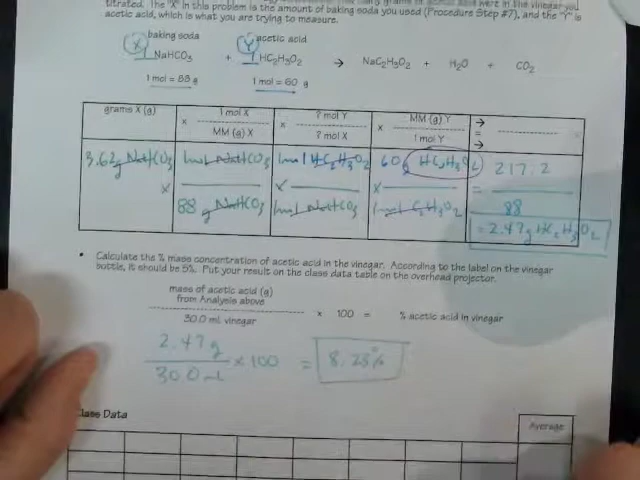 titrated. The "X" in this problem is the amount of baking soda you used (Procedure Step #7), and the "Y" is
acetic acid, which is what you are trying to measure.
baking soda acetic acid
X NaHCO3 + Y HC2H3O2 → NaC2H3O2 + H2O + CO2
1 mol = 88 g 1 mol = 60 g
grams X (g) x 1 mol X x ? mol Y x MM (g) Y →
MM (g) X ? mol X 1 mol Y = →
3.62g NaHCO3 1mol NaHCO3 1mol HC2H3O2 60g HC2H3O2 217.2
x x x =
88 g NaHCO3 1mol NaHCO3 1mol C2H3O2 88
=2.47g HC2H3O2
• Calculate the % mass concentration of acetic acid in the vinegar. According to the label on the vinegar
bottle, it should be 5%. Put your result on the class data table on the overhead projector.
mass of acetic acid (g)
from Analysis above
x 100 = % acetic acid in vinegar
30.0 mL vinegar
2.47g
x 100 = 8.23%
30.0 mL
Class Data
Average